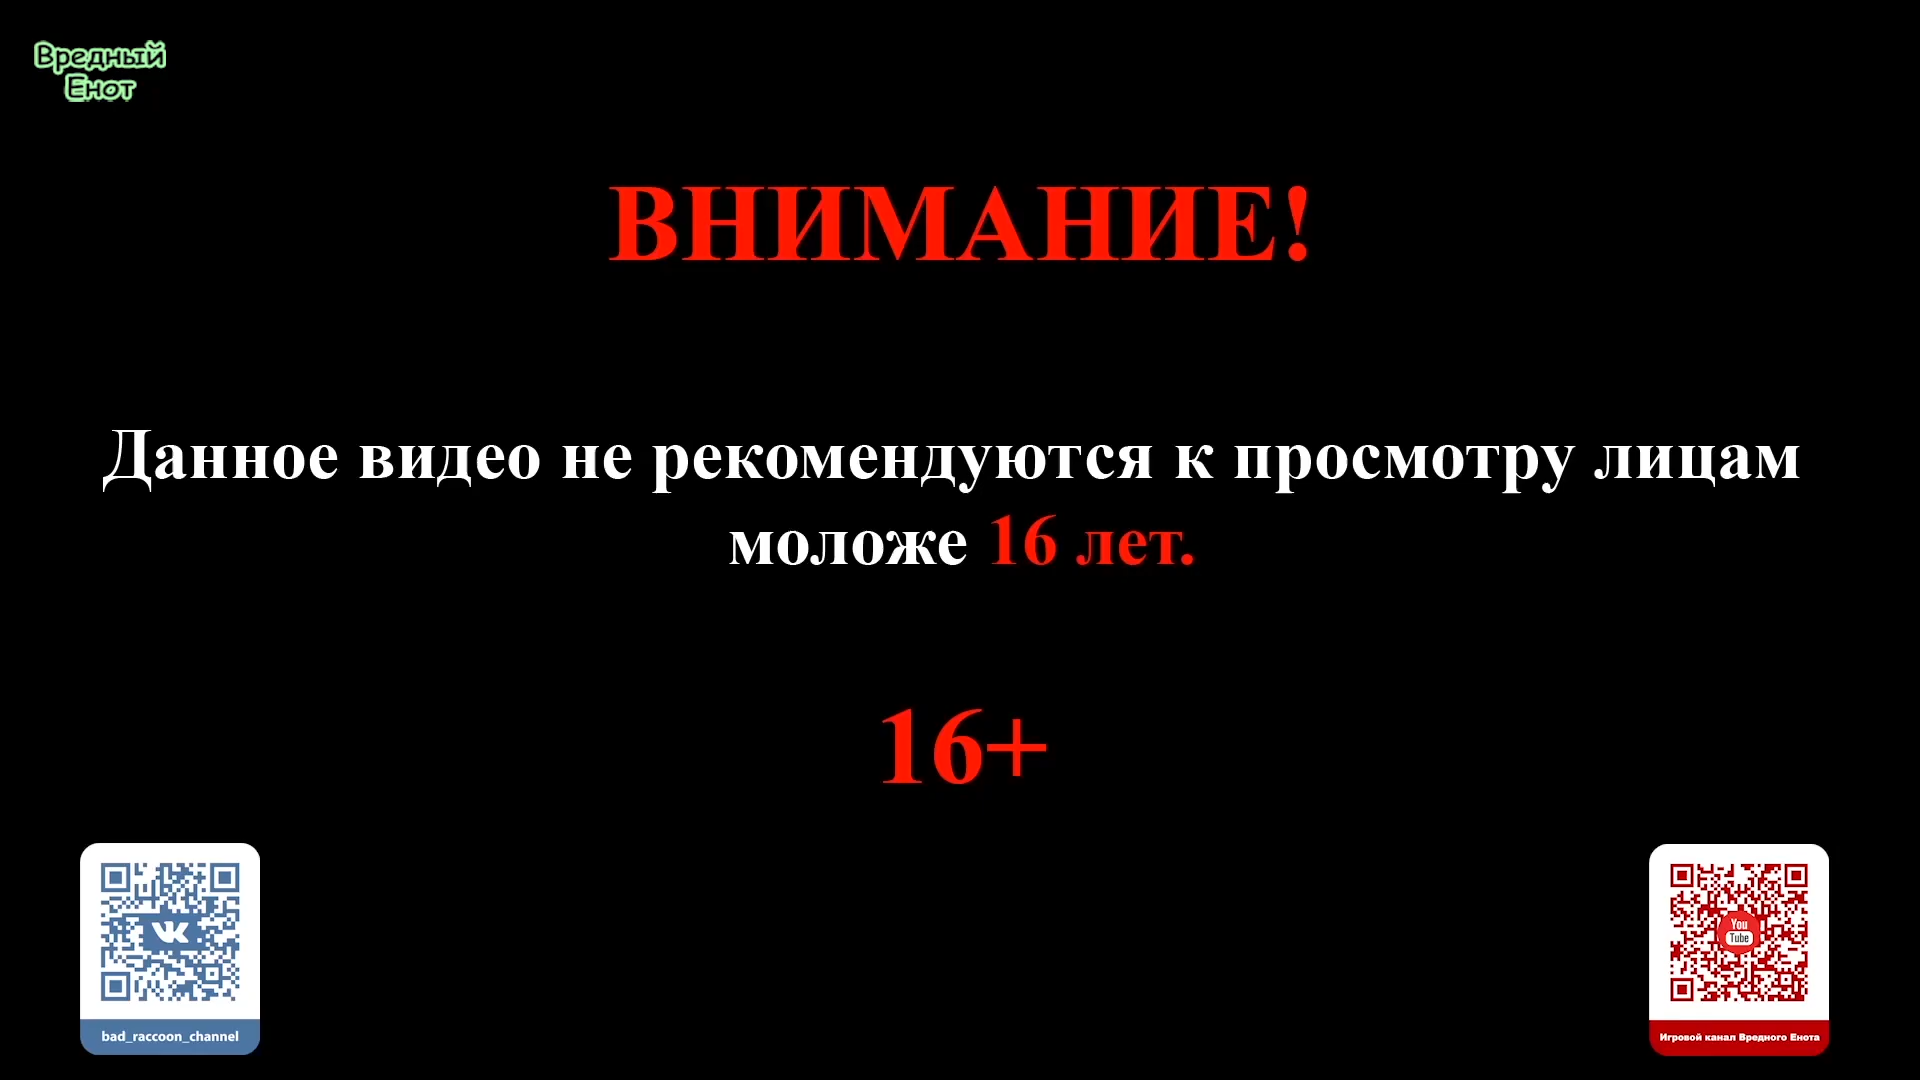 Вредный
Енот
ВНИМАНИЕ!
Данное видео не рекомендуются к просмотру лицам
моложе 16 лет.
16+
VK
bad_raccoon_channel
You
Tube
Игровой канал Вредного Енота